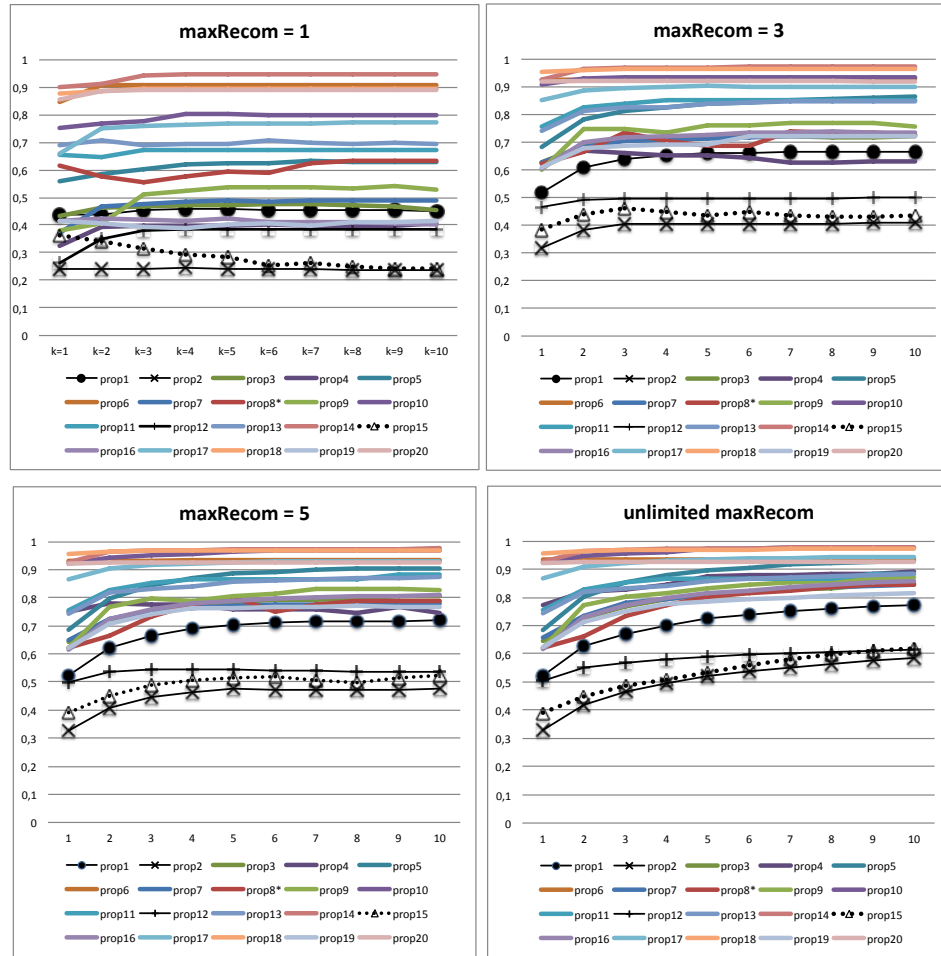 maxRecom = 1
1
0,9
0,8
0,7
0,6
0,5
0,4
0,3
0,2
0,1
0
k=1 k=2 k=3 k=4 k=5 k=6 k=7 k=8 k=9 k=10
prop1 prop2 prop3 prop4 prop5
prop6 prop7 prop8* prop9 prop10
prop11 prop12 prop13 prop14 prop15
prop16 prop17 prop18 prop19 prop20
maxRecom = 3
1
0,9
0,8
0,7
0,6
0,5
0,4
0,3
0,2
0,1
0
1 2 3 4 5 6 7 8 9 10
prop1 prop2 prop3 prop4 prop5
prop6 prop7 prop8* prop9 prop10
prop11 prop12 prop13 prop14 prop15
prop16 prop17 prop18 prop19 prop20
maxRecom = 5
1
0,9
0,8
0,7
0,6
0,5
0,4
0,3
0,2
0,1
0
1 2 3 4 5 6 7 8 9 10
prop1 prop2 prop3 prop4 prop5
prop6 prop7 prop8* prop9 prop10
prop11 prop12 prop13 prop14 prop15
prop16 prop17 prop18 prop19 prop20
unlimited maxRecom
1
0,9
0,8
0,7
0,6
0,5
0,4
0,3
0,2
0,1
0
1 2 3 4 5 6 7 8 9 10
prop1 prop2 prop3 prop4 prop5
prop6 prop7 prop8* prop9 prop10
prop11 prop12 prop13 prop14 prop15
prop16 prop17 prop18 prop19 prop20